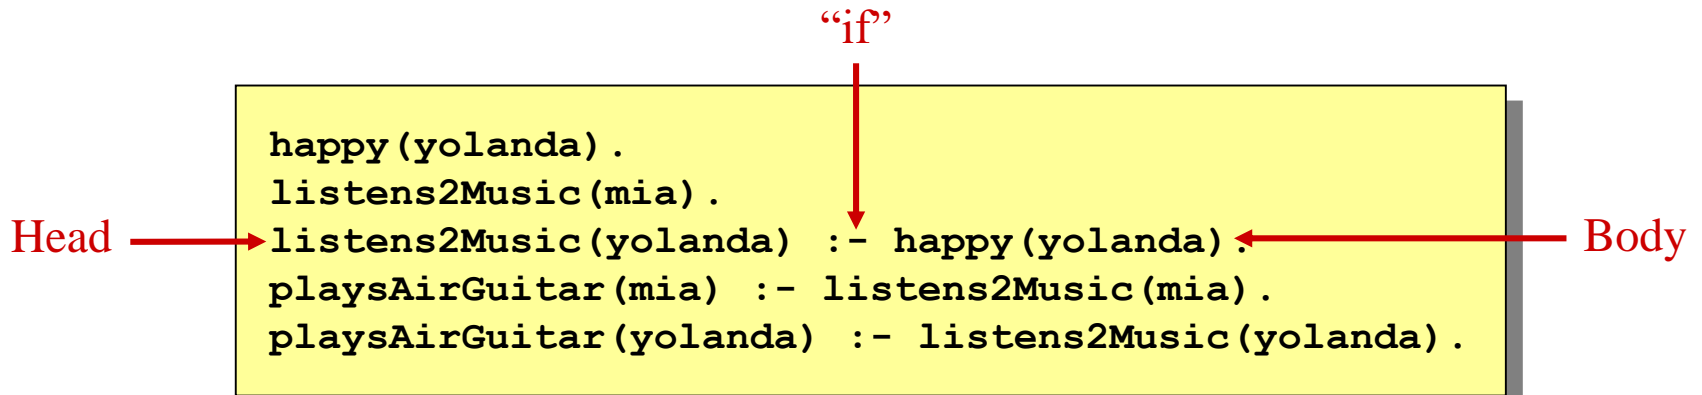 “if”
happy(yolanda).
listens2Music(mia).
Head listens2Music(yolanda) :- happy(yolanda). Body
playsAirGuitar(mia) :- listens2Music(mia).
playsAirGuitar(yolanda) :- listens2Music(yolanda).